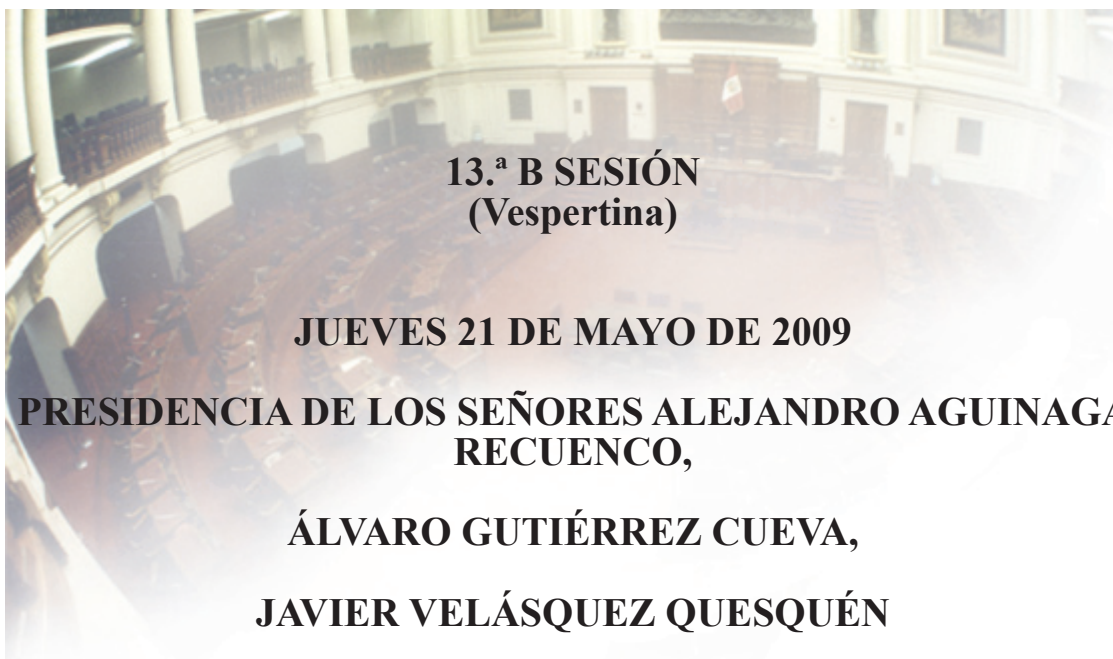 13.ª B SESIÓN
(Vespertina)
JUEVES 21 DE MAYO DE 2009
PRESIDENCIA DE LOS SEÑORES ALEJANDRO AGUINAGA
RECUENCO,
ÁLVARO GUTIÉRREZ CUEVA,
JAVIER VELÁSQUEZ QUESQUÉN